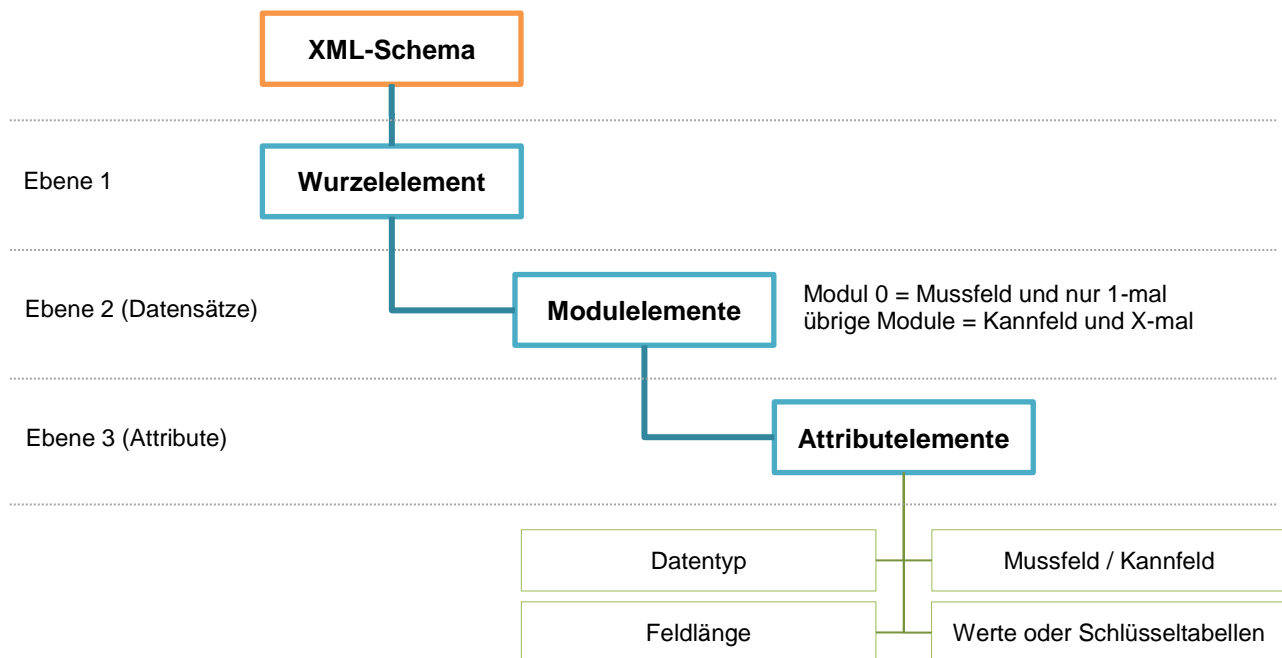 XML-Schema
Ebene 1
Wurzelelement
Ebene 2 (Datensätze)
Modulelemente
Modul 0 = Mussfeld und nur 1-mal
übrige Module = Kannfeld und X-mal
Ebene 3 (Attribute)
Attributelemente
Datentyp
Mussfeld / Kannfeld
Feldlänge
Werte oder Schlüsseltabellen